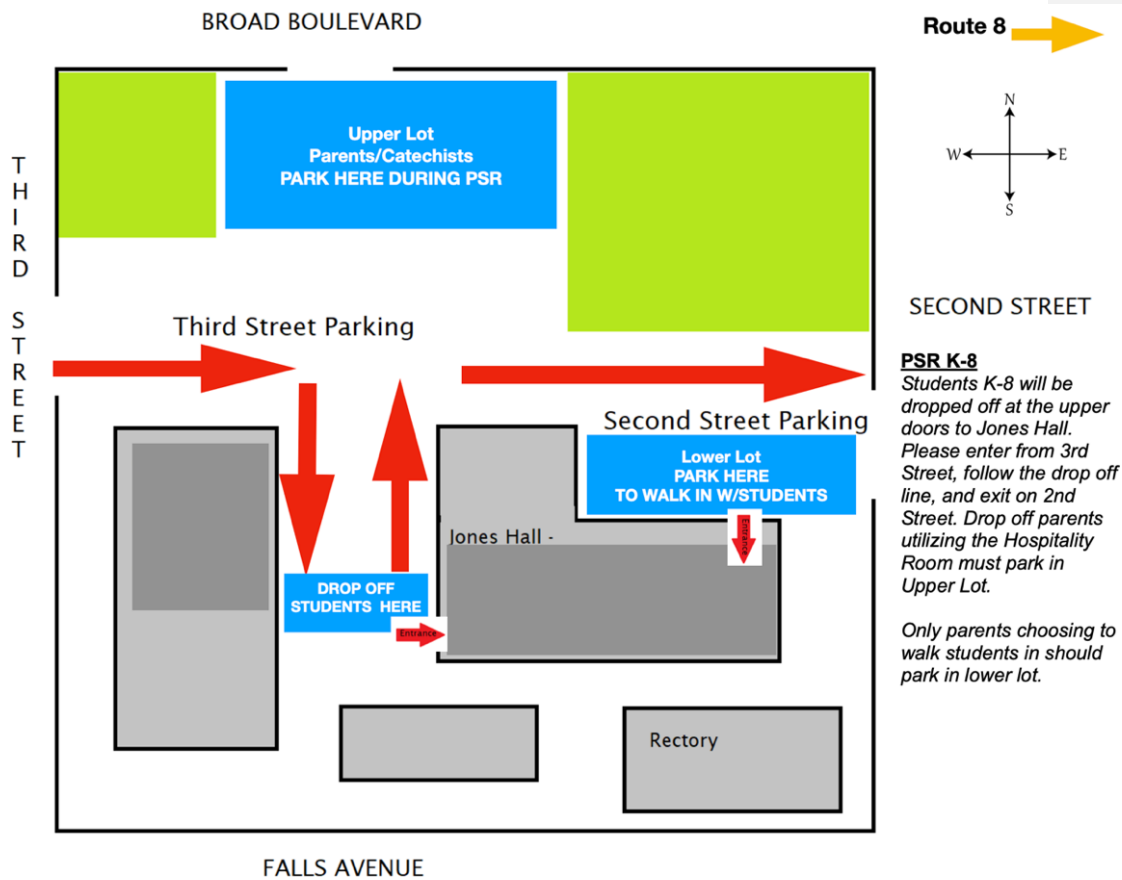 BROAD BOULEVARD
Route 8
N
W
E
S
Upper Lot
Parents/Catechists
PARK HERE DURING PSR
THIRD STREET
Third Street Parking
SECOND STREET
PSR K-8
Students K-8 will be
dropped off at the upper
doors to Jones Hall.
Please enter from 3rd
Street, follow the drop off
line, and exit on 2nd
Street. Drop off parents
utilizing the Hospitality
Room must park in
Upper Lot.
Only parents choosing to
walk students in should
park in lower lot.
Second Street Parking
Lower Lot
PARK HERE
TO WALK IN W/STUDENTS
Entrance
Jones Hall -
DROP OFF
STUDENTS HERE
Entrance
Rectory
FALLS AVENUE